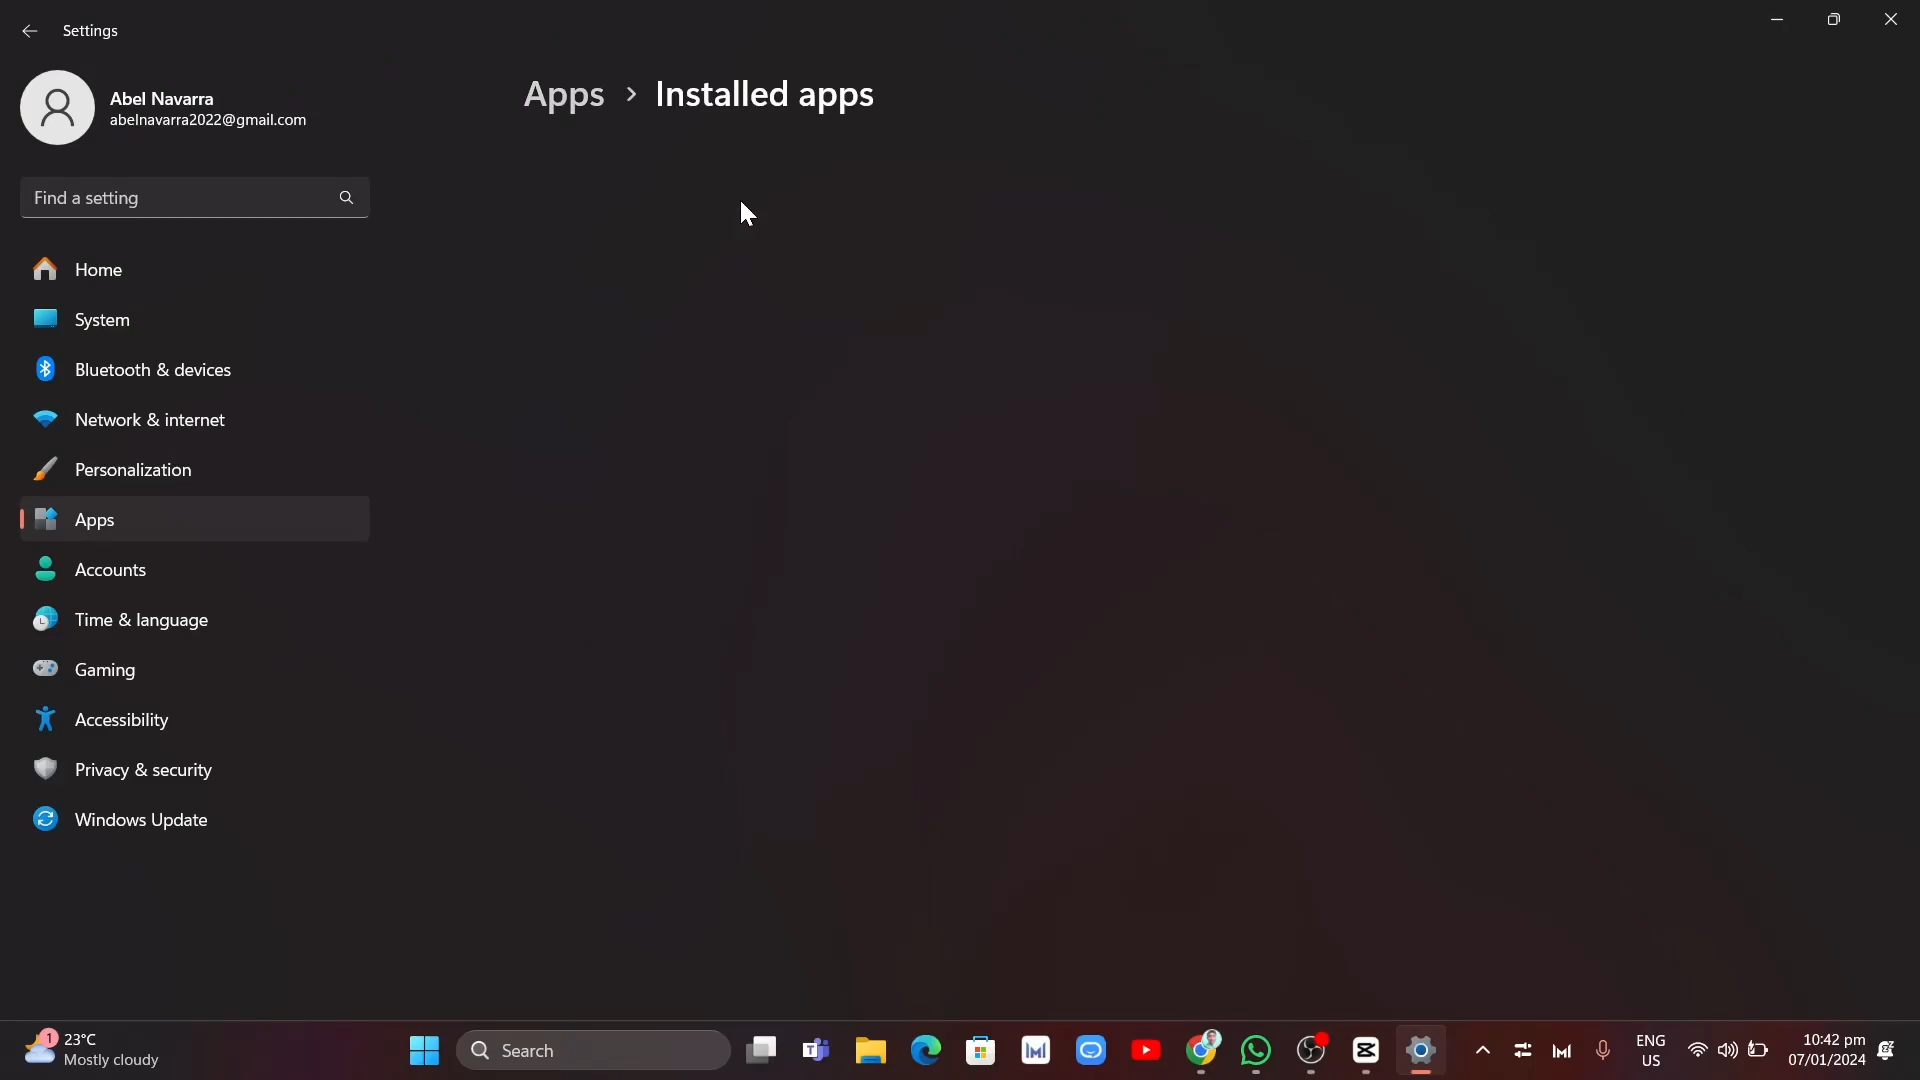 Settings
Abel Navarra
abelnavarra2022@gmail.com
Apps > Installed apps
Find a setting
Home
System
Bluetooth & devices
Network & internet
Personalization
Apps
Accounts
Time & language
Gaming
Accessibility
Privacy & security
Windows Update
1
23°C
Mostly cloudy
Search
ENG
US
10:42 pm
07/01/2024